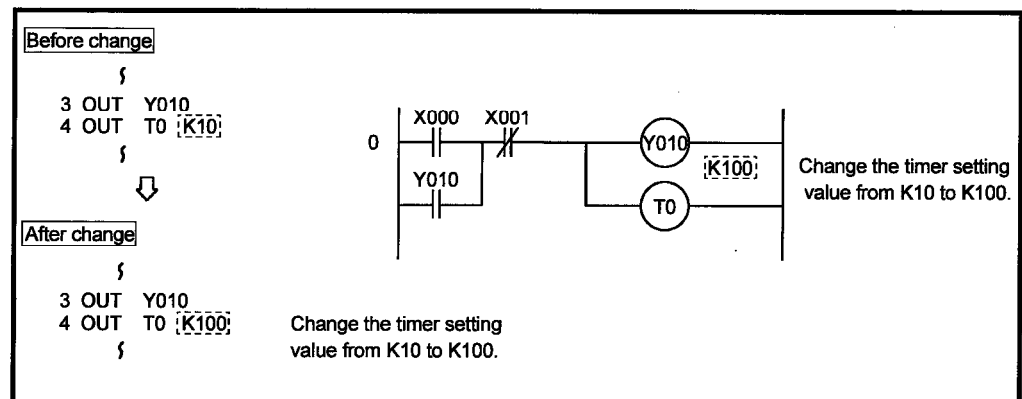 Before change
3 OUT Y010
4 OUT T0 K10
After change
3 OUT Y010
4 OUT T0 K100
Change the timer setting
value from K10 to K100.
0
X000 X001
Y010
K100
Y010
T0
Change the timer setting
value from K10 to K100.